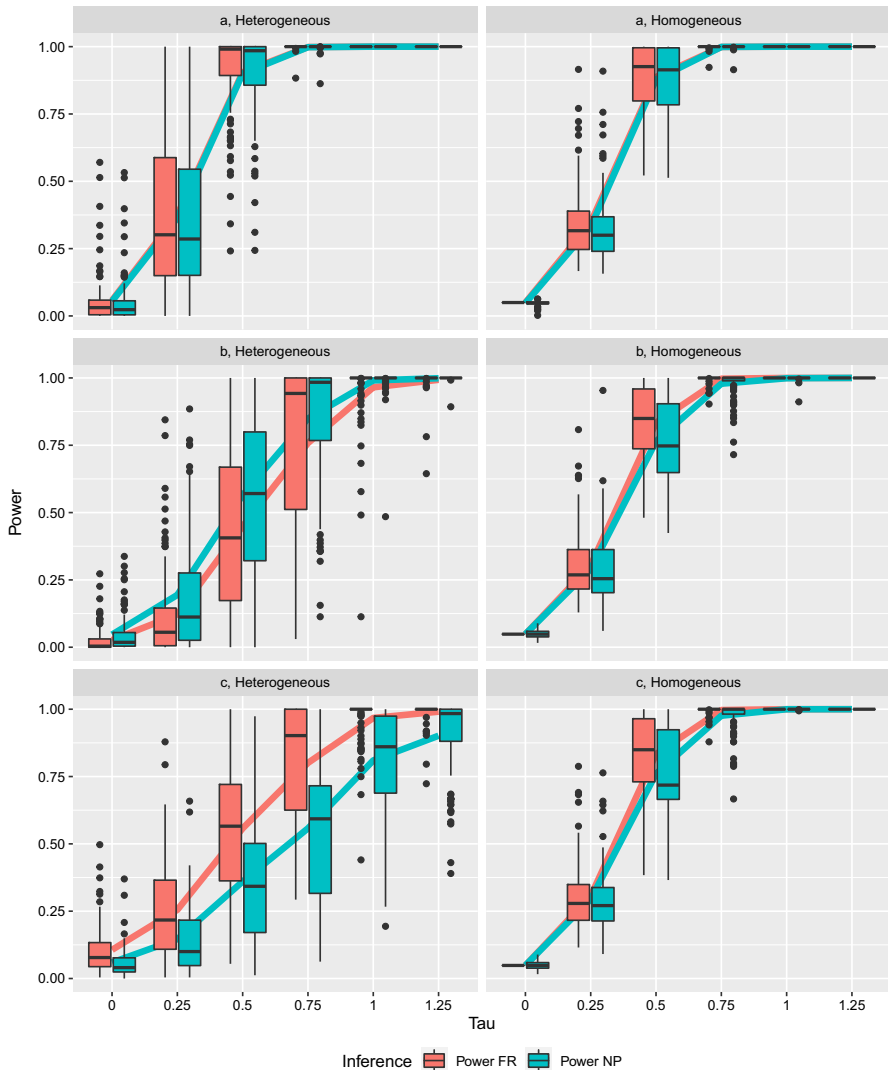 a, Heterogeneous
a, Homogeneous
1.00
0.75
0.50
0.25
0.00
b, Heterogeneous
b, Homogeneous
1.00
0.75
0.50
0.25
0.00
Power
c, Heterogeneous
c, Homogeneous
1.00
0.75
0.50
0.25
0.00
0 0.25 0.5 0.75 1 1.25
0 0.25 0.5 0.75 1 1.25
Tau
Inference Power FR Power NP